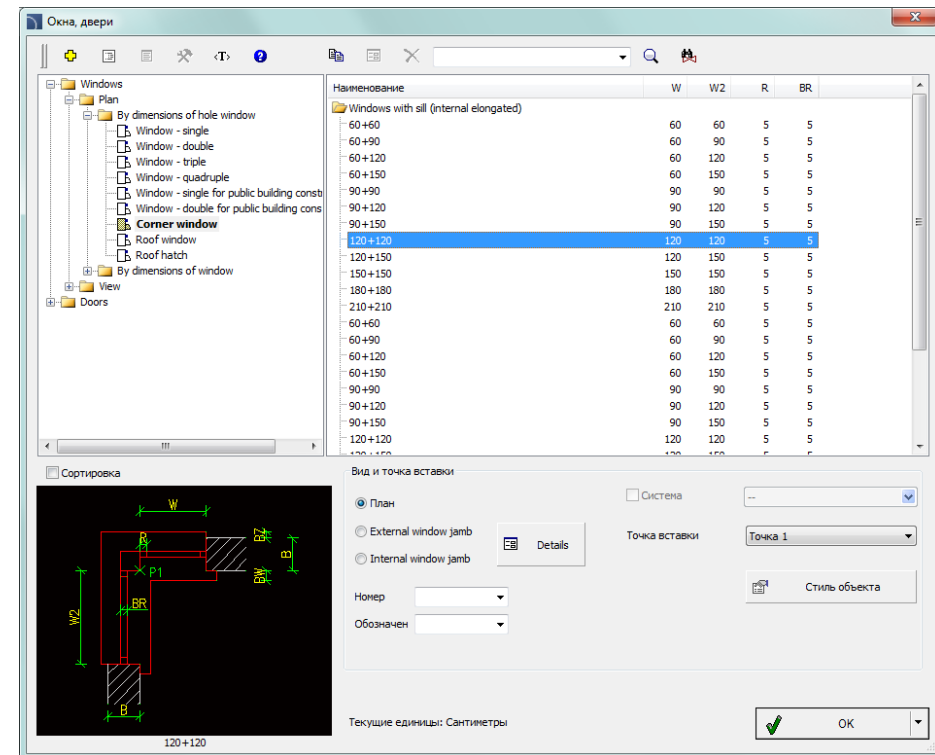 Окна, двери
<T>
Windows
Plan
By dimensions of hole window
Window - single
Window - double
Window - triple
Window - quadruple
Window - single for public building consti
Window - double for public building cons
Corner window
Roof window
Roof hatch
By dimensions of window
View
Doors
Наименование W W2 R BR
Windows with sill (internal elongated)
60+60 60 60 5 5
60+90 60 90 5 5
60+120 60 120 5 5
60+150 60 150 5 5
90+90 90 90 5 5
90+120 90 120 5 5
90+150 90 150 5 5
120+120 120 120 5 5
120+150 120 150 5 5
150+150 150 150 5 5
180+180 180 180 5 5
210+210 210 210 5 5
60+60 60 60 5 5
60+90 60 90 5 5
60+120 60 120 5 5
60+150 60 150 5 5
90+90 90 90 5 5
90+120 90 120 5 5
90+150 90 150 5 5
120+120 120 120 5 5
120+150 120 150 5 5
Сортировка
W
R
BZ
B
P1
BW
BR
W2
B
120+120
Вид и точка вставки
План
External window jamb
Internal window jamb
Details
Номер
Обозначен
Система
--
Точка вставки
Точка 1
Стиль объекта
Текущие единицы: Сантиметры
OK